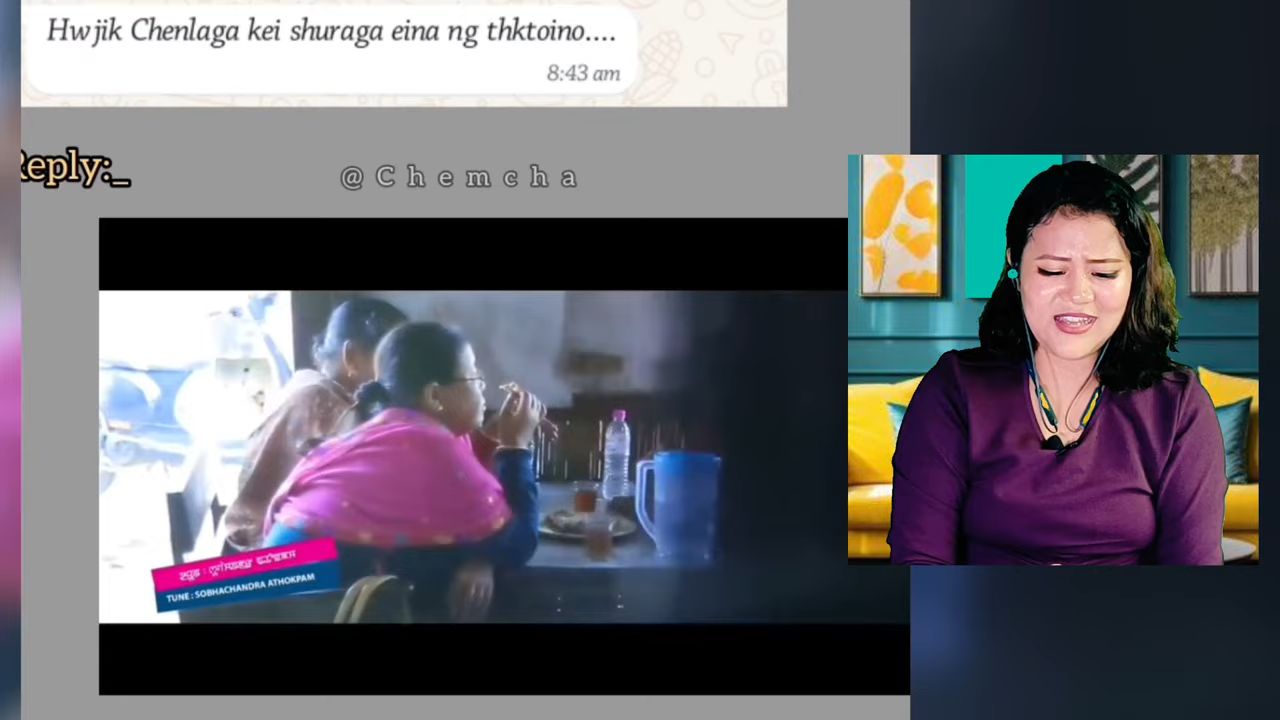 Hwjik Chenlaga kei shuraga eina ng thktoino....
8:43 am
Reply:_
@Chemcha
TUNE : SOBHACHANDRA ATHOKPAM